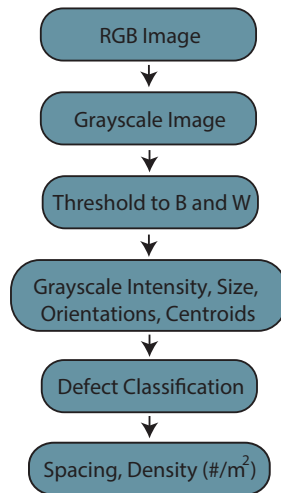 RGB Image
Grayscale Image
Threshold to B and W
Grayscale Intensity, Size,
Orientations, Centroids
Defect Classification
Spacing, Density (#/m²)